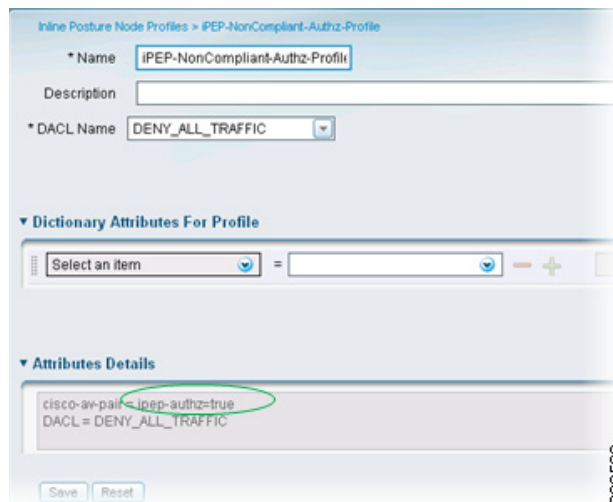 Inline Posture Node Profiles > iPEP-NonCompliant-Authz-Profile
* Name iPEP-NonCompliant-Authz-Profile
Description
* DACL Name DENY_ALL_TRAFFIC
▼ Dictionary Attributes For Profile
Select an item =
▼ Attributes Details
cisco-av-pair = ipep-authz=true
DACL = DENY_ALL_TRAFFIC
Save Reset